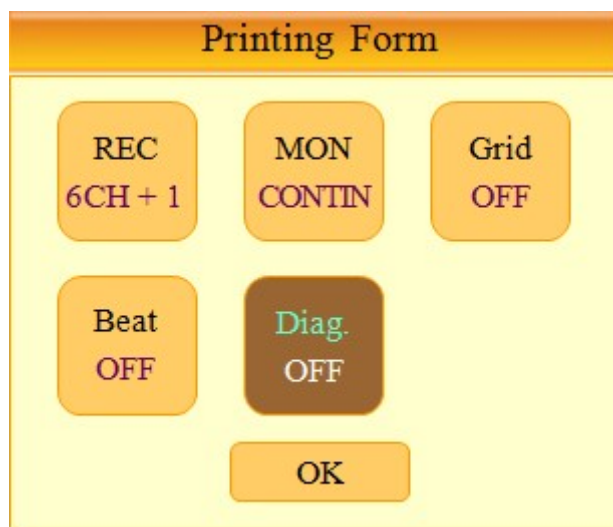 Printing Form
REC
6CH + 1
MON
CONTIN
Grid
OFF
Beat
OFF
Diag.
OFF
OK